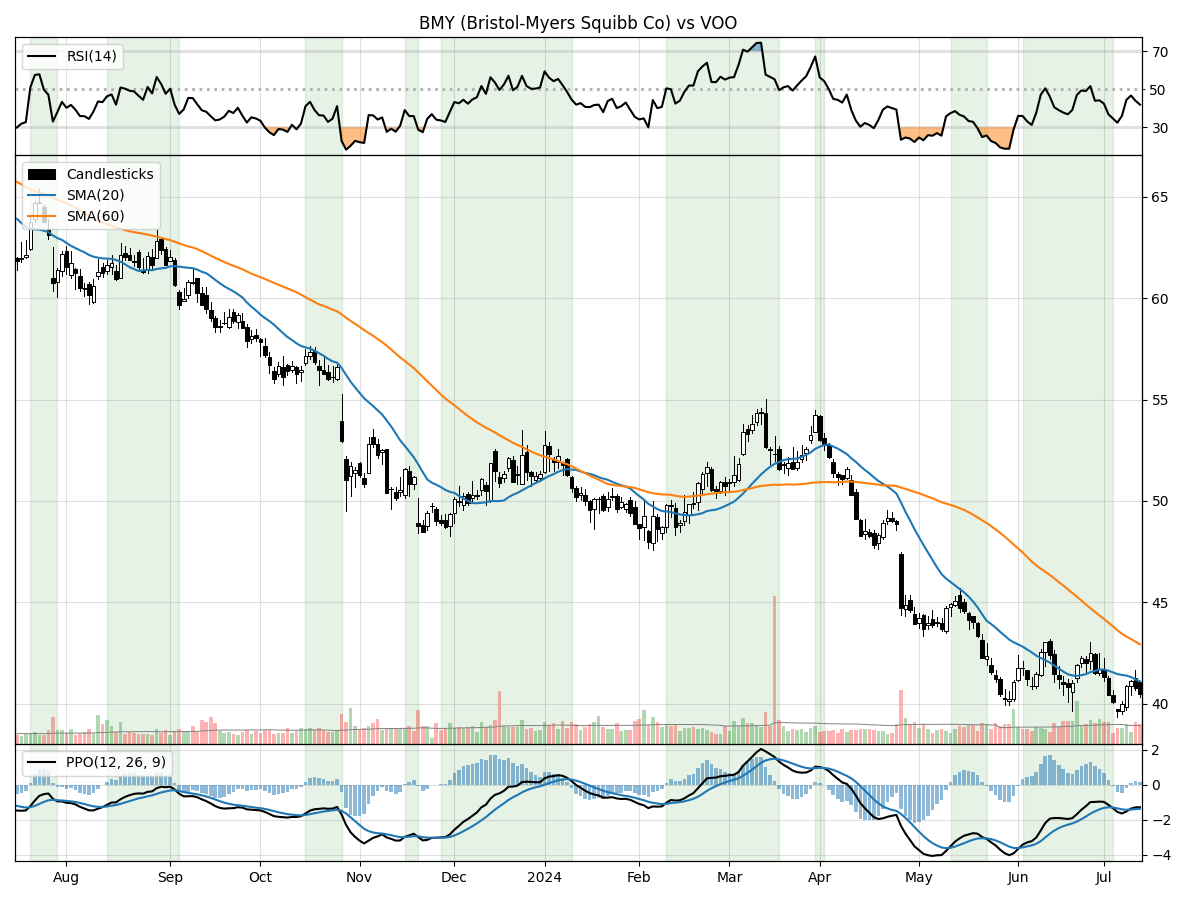 BMY (Bristol-Myers Squibb Co) vs VOO
RSI(14)
70
50
30
Candlesticks
SMA(20)
SMA(60)
65
60
55
50
45
40
PPO(12, 26, 9)
2
0
−2
−4
Aug Sep Oct Nov Dec 2024 Feb Mar Apr May Jun Jul